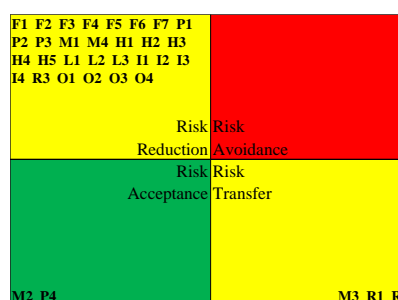 F1 F2 F3 F4 F5 F6 F7 P1
P2 P3 M1 M4 H1 H2 H3
H4 H5 L1 L2 L3 I1 I2 I3
I4 R3 O1 O2 O3 O4
Risk Reduction
Risk Avoidance
Risk Acceptance
Risk Transfer
M2 P4
M3 R1